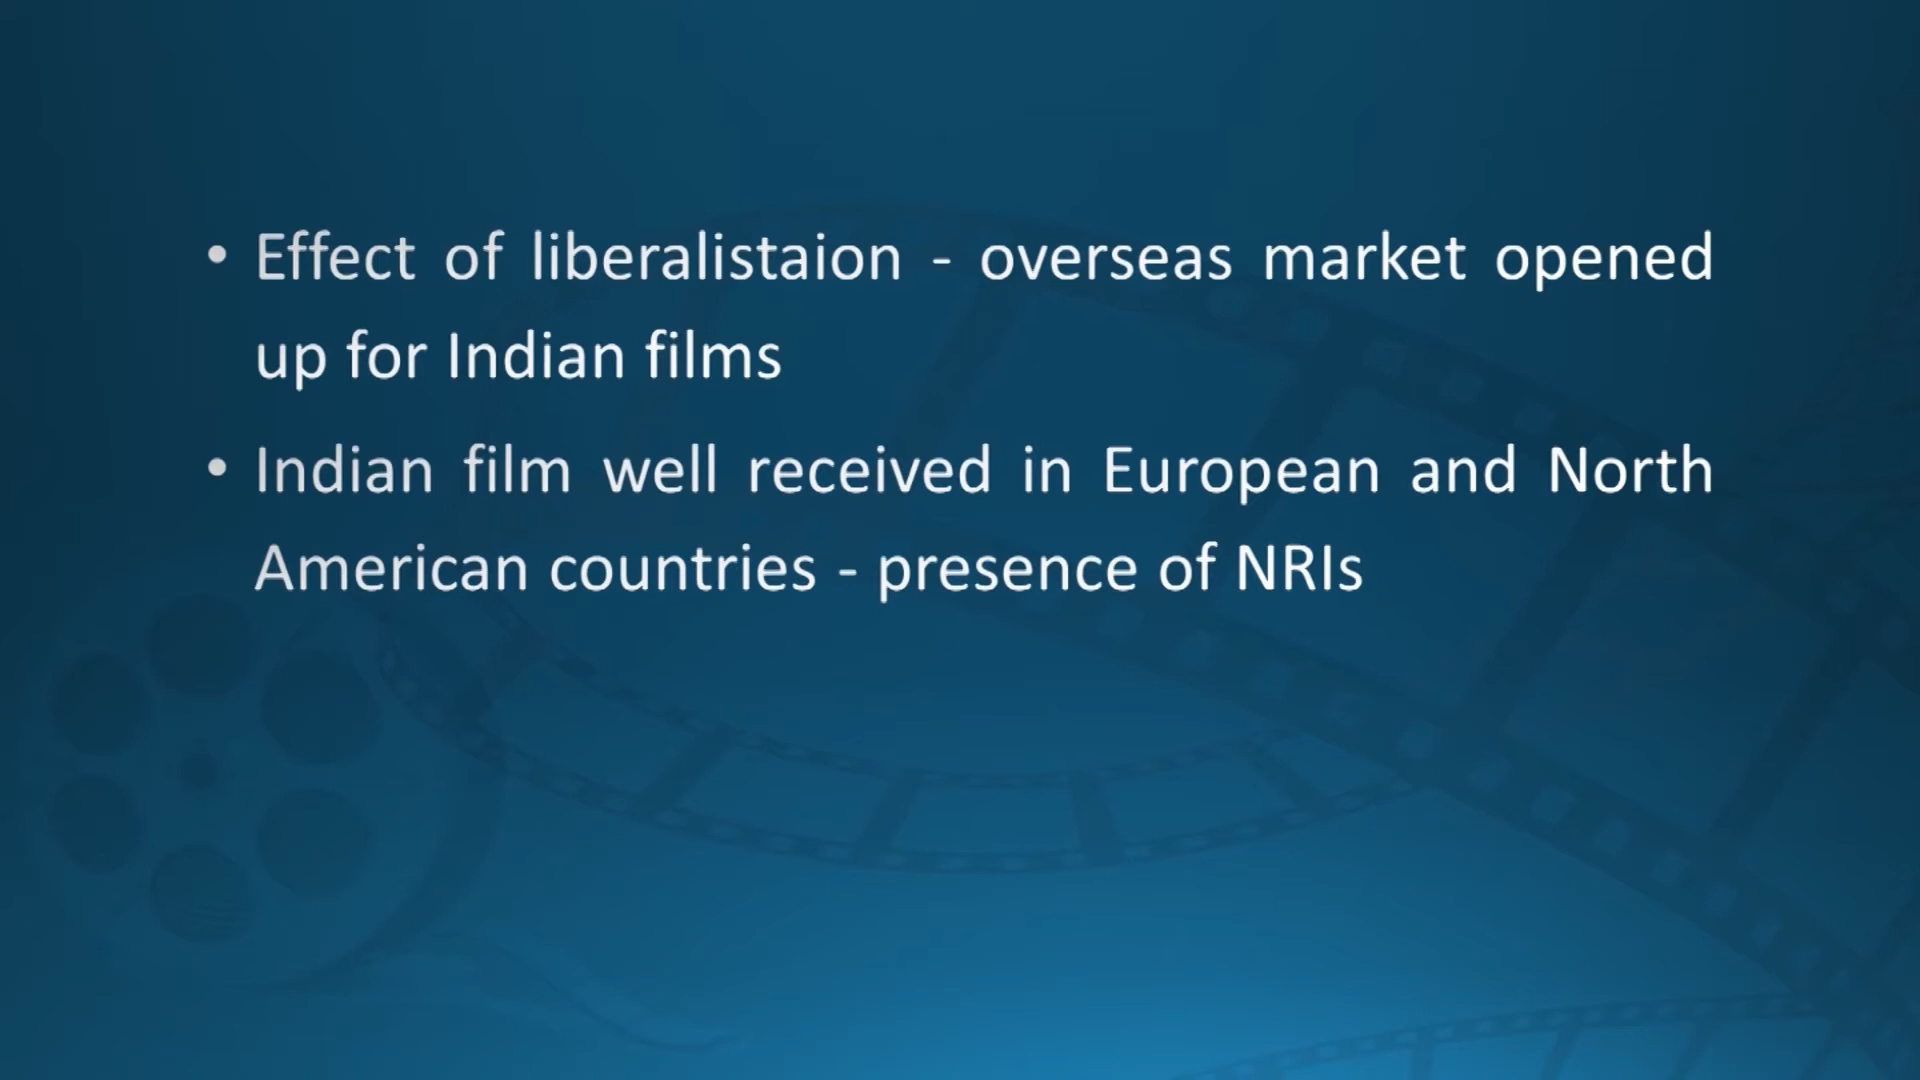 • Effect of liberalistaion - overseas market opened
up for Indian films
• Indian film well received in European and North
American countries - presence of NRIs